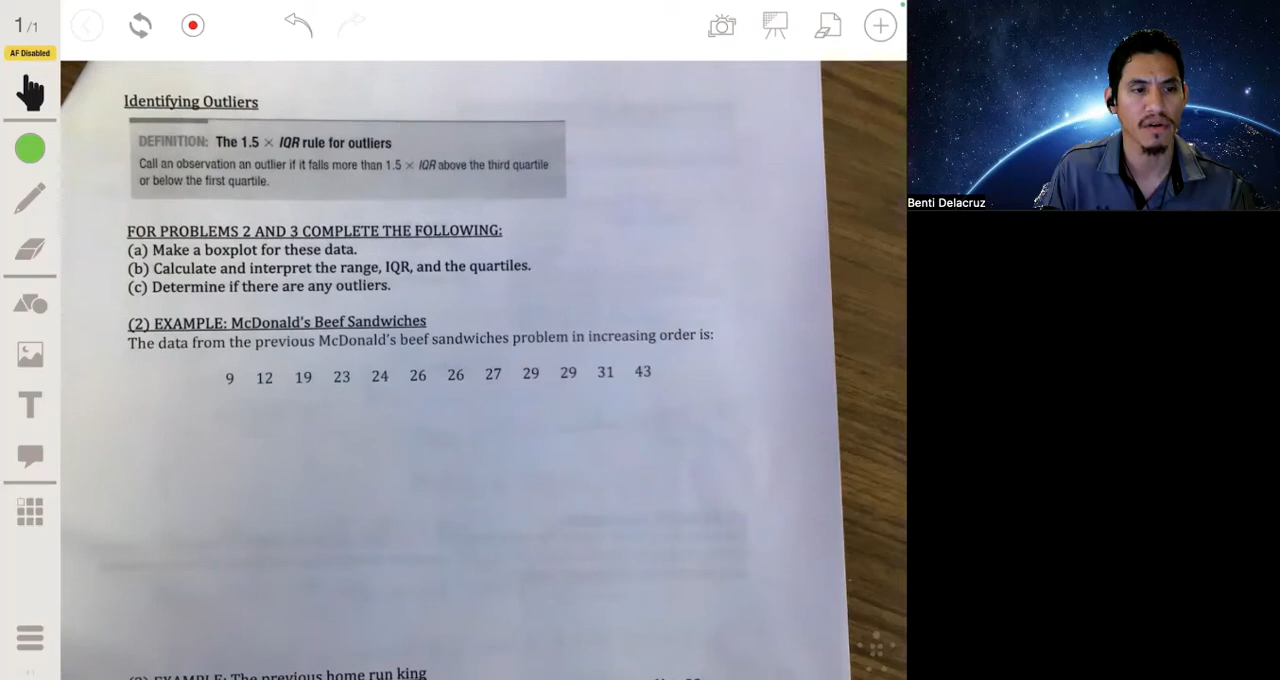 1/1
AF Disabled
Identifying Outliers
DEFINITION: The 1.5 × IQR rule for outliers
Call an observation an outlier if it falls more than 1.5 × IQR above the third quartile
or below the first quartile.
FOR PROBLEMS 2 AND 3 COMPLETE THE FOLLOWING:
(a) Make a boxplot for these data.
(b) Calculate and interpret the range, IQR, and the quartiles.
(c) Determine if there are any outliers.
(2) EXAMPLE: McDonald's Beef Sandwiches
The data from the previous McDonald's beef sandwiches problem in increasing order is:
9 12 19 23 24 26 26 27 29 29 31 43
EXAMPLE: The previous home run king
T
Benti Delacruz